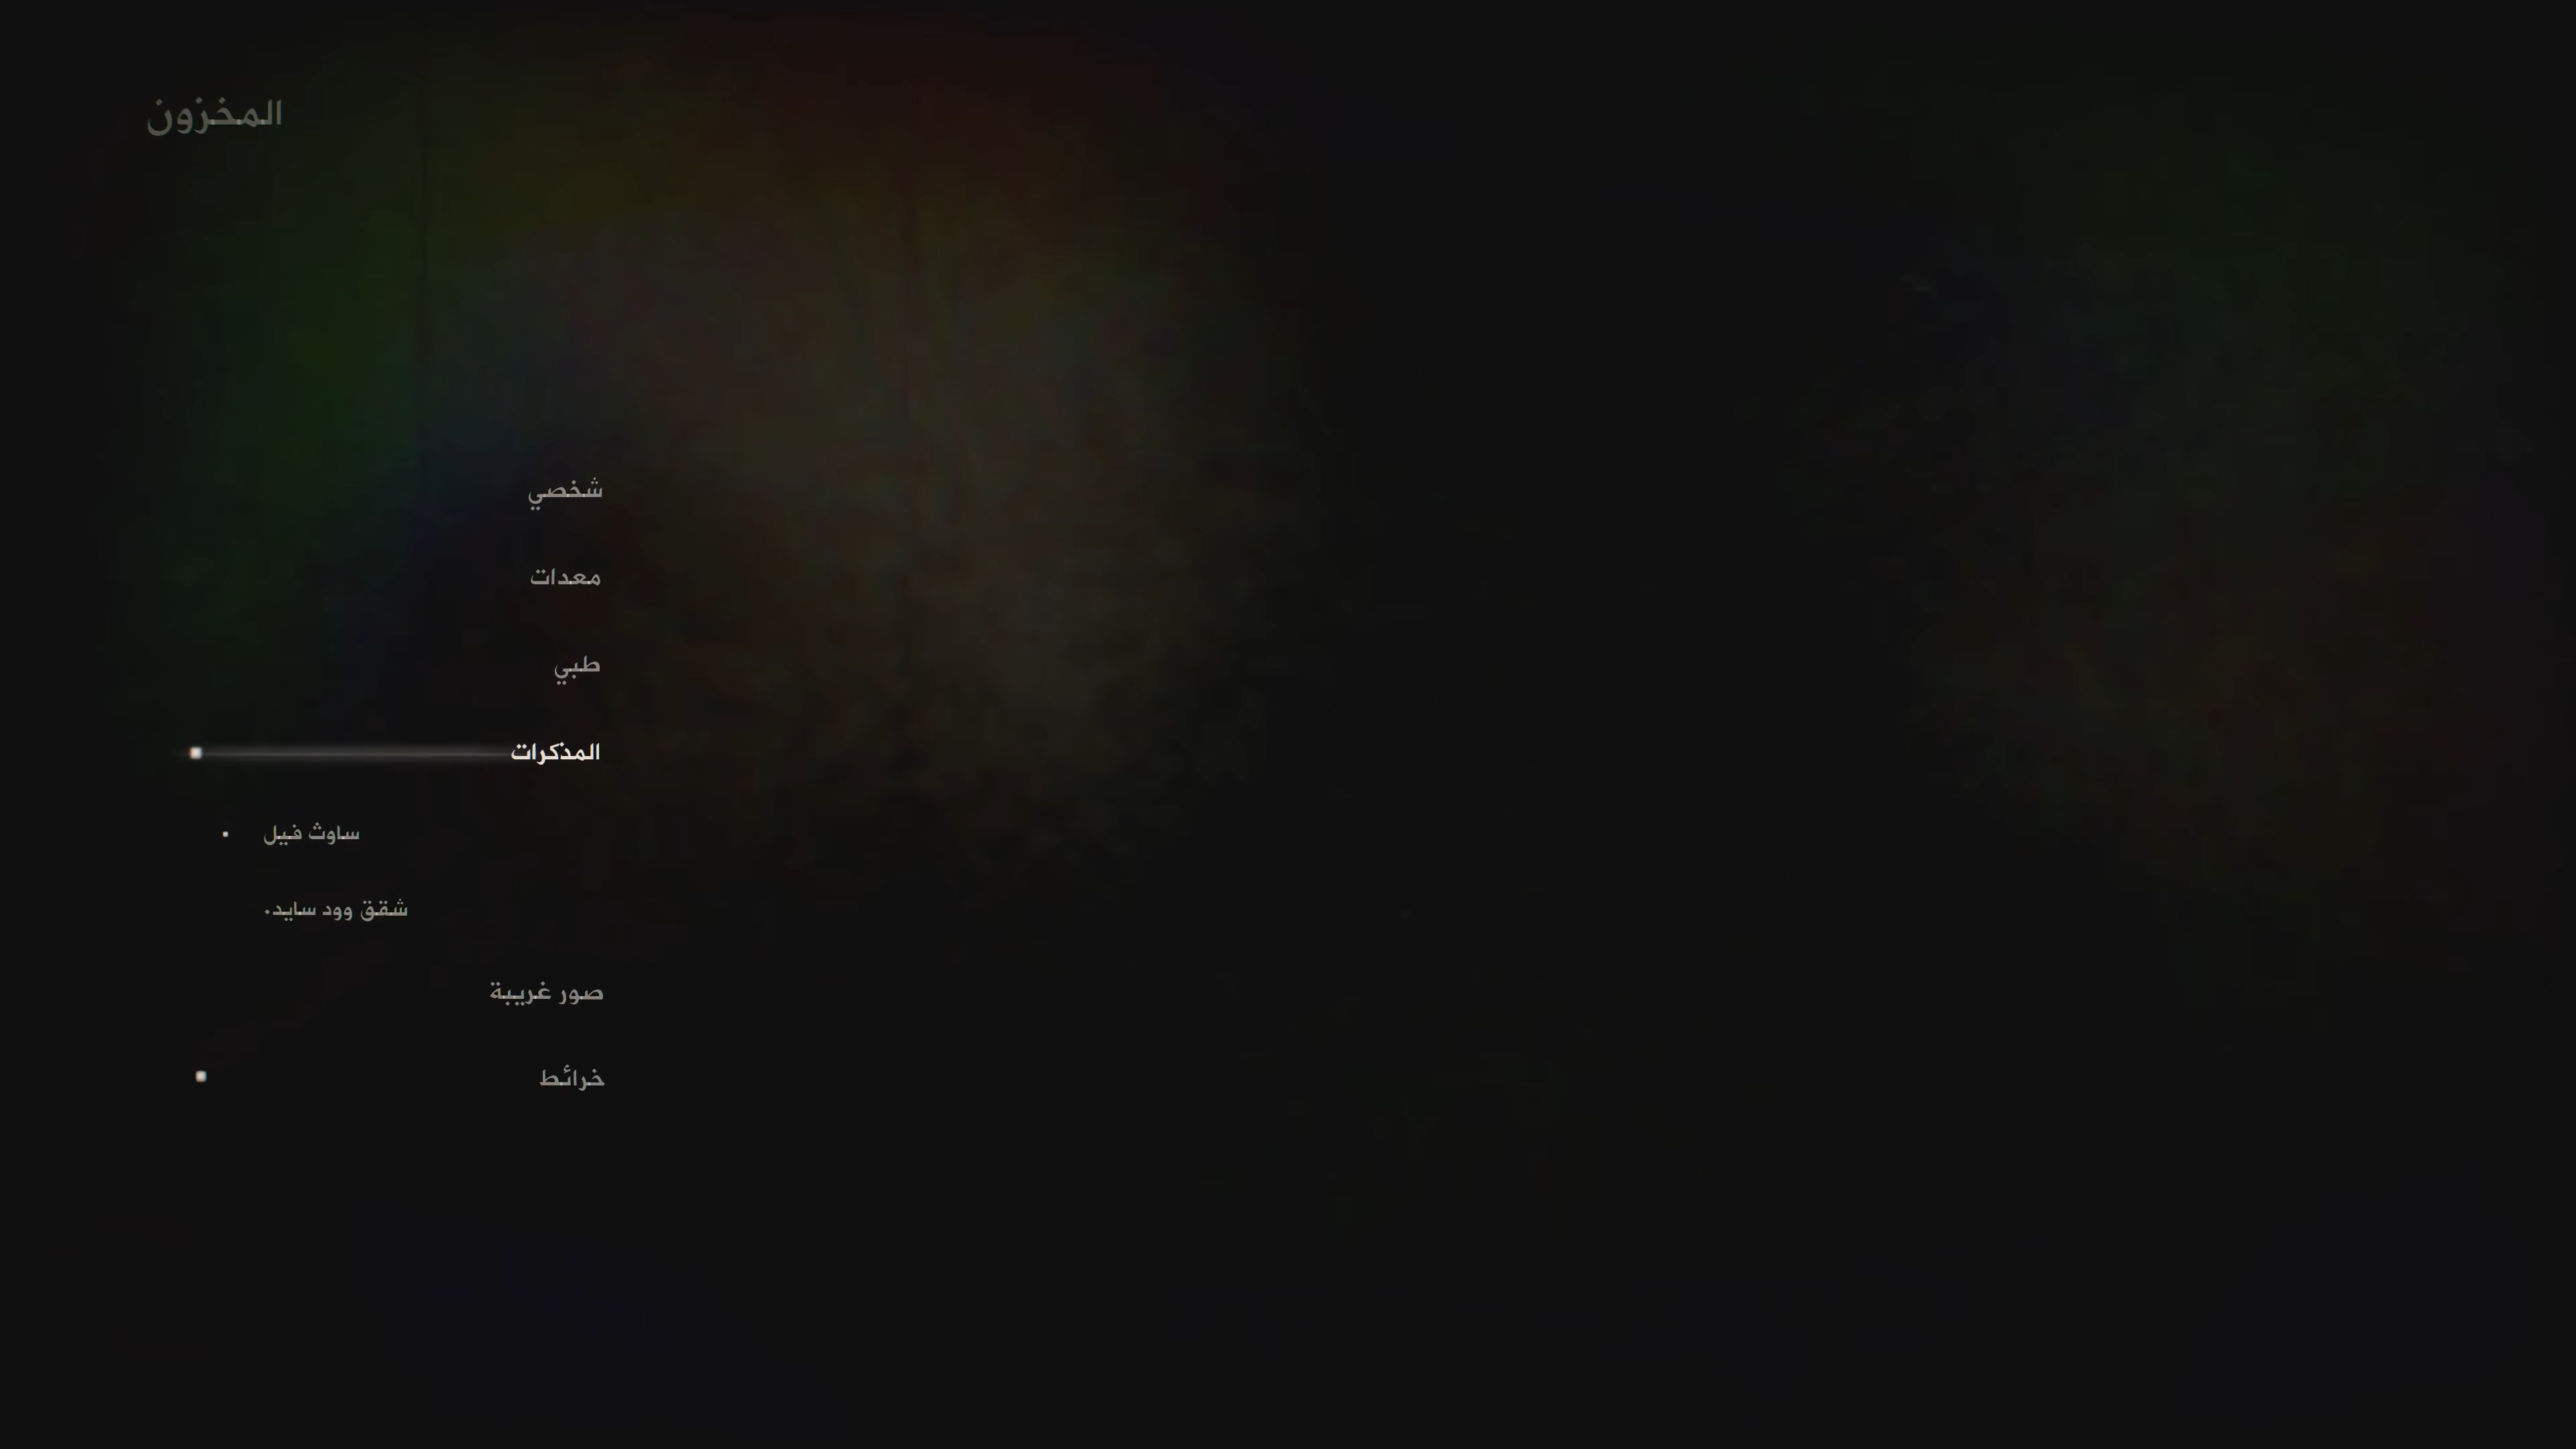 المخزون
شخصي
معدات
طبي
المذكرات
ساوث فيل
شقق وود سايد.
صور غريبة
خرائط